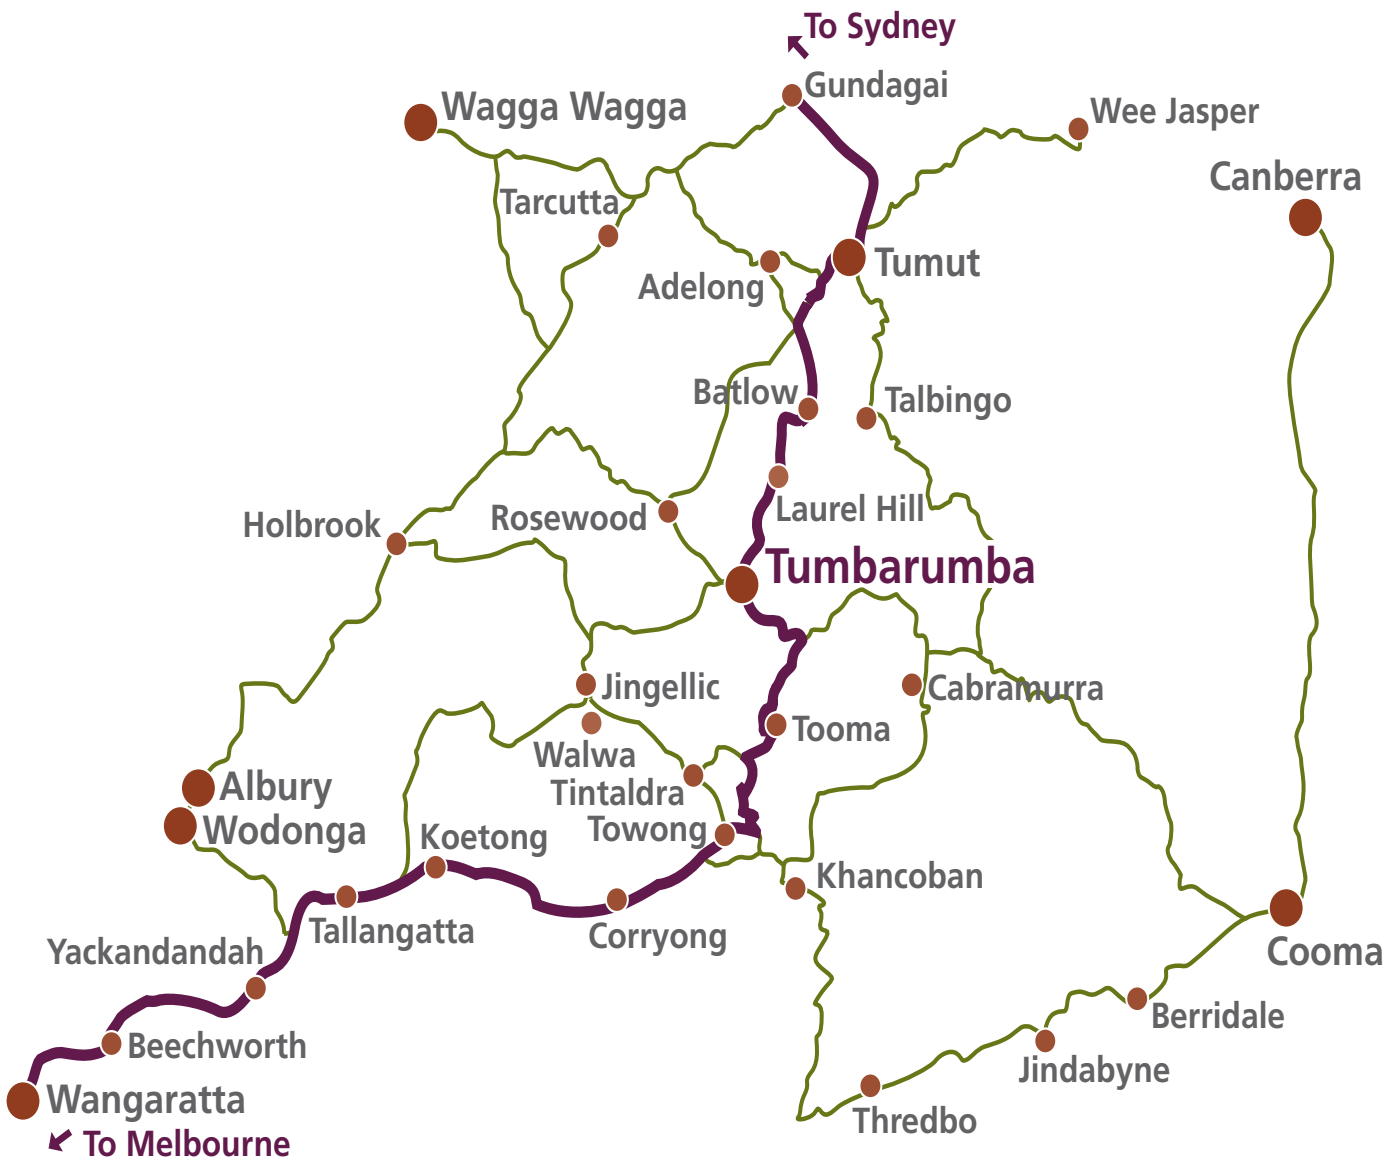 To Sydney
Gundagai
Wagga Wagga
Wee Jasper
Canberra
Tarcutta
Tumut
Adelong
Batlow
Talbingo
Laurel Hill
Rosewood
Holbrook
Tumbarumba
Jingellic
Cabramurra
Tooma
Walwa
Tintaldra
Albury
Wodonga
Towong
Koetong
Khancoban
Tallangatta
Corryong
Yackandandah
Cooma
Berridale
Beechworth
Jindabyne
Wangaratta
Thredbo
To Melbourne